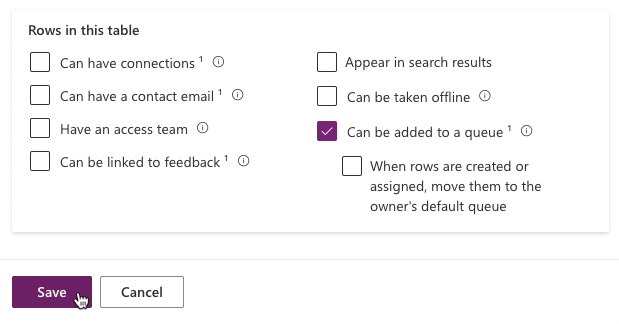 Rows in this table
Can have connections ¹
Can have a contact email ¹
Have an access team
Can be linked to feedback ¹
Appear in search results
Can be taken offline
Can be added to a queue ¹
When rows are created or
assigned, move them to the
owner's default queue
Save
Cancel